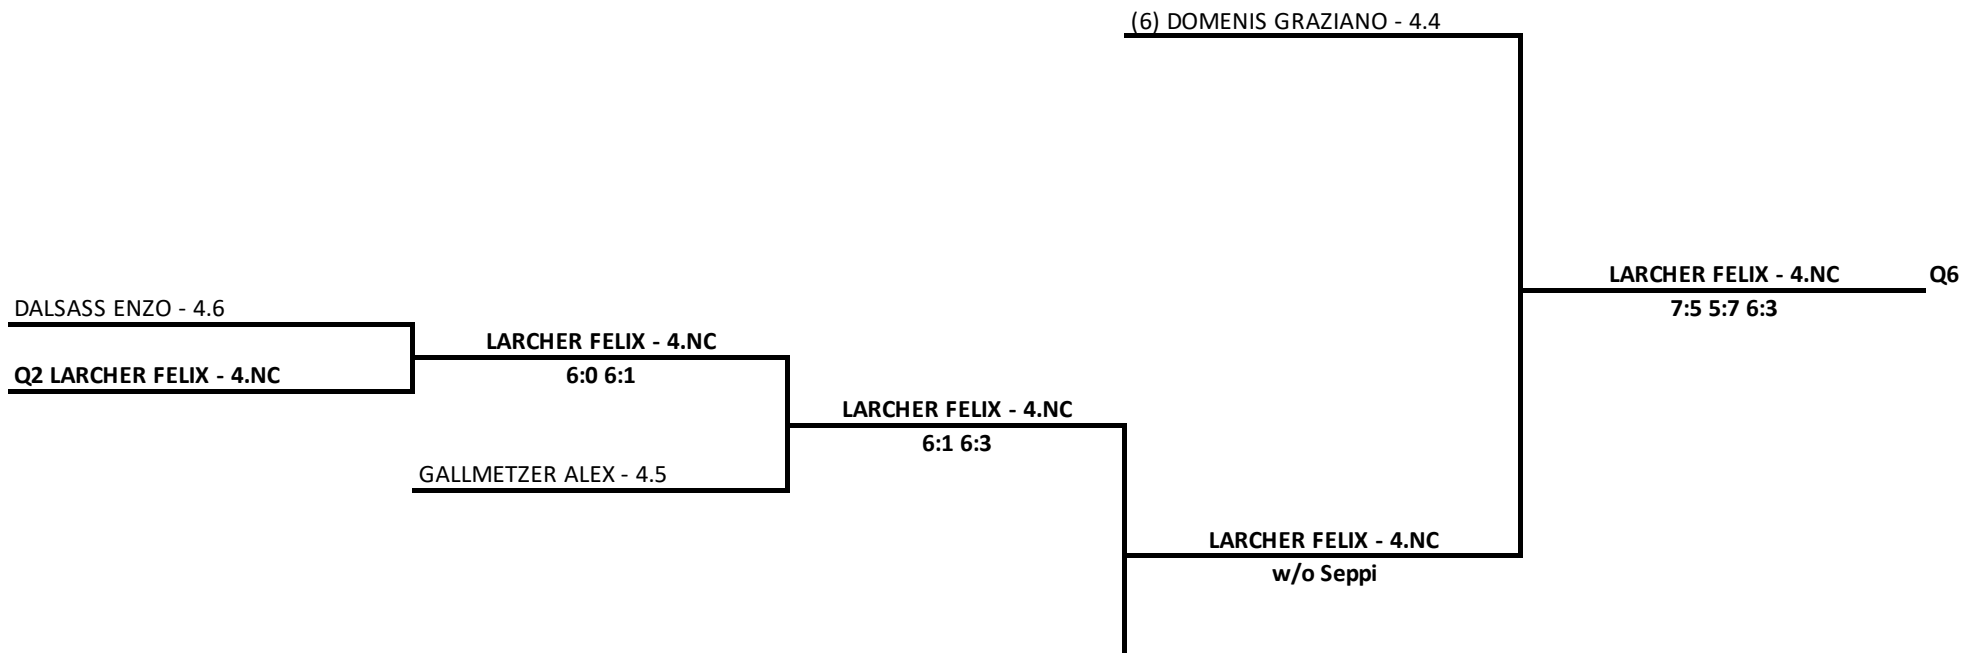 (6) DOMENIS GRAZIANO - 4.4
LARCHER FELIX - 4.NC
Q6
7:5 5:7 6:3
DALSASS ENZO - 4.6
LARCHER FELIX - 4.NC
Q2 LARCHER FELIX - 4.NC
6:0 6:1
LARCHER FELIX - 4.NC
6:1 6:3
GALLMETZER ALEX - 4.5
LARCHER FELIX - 4.NC
w/o Seppi